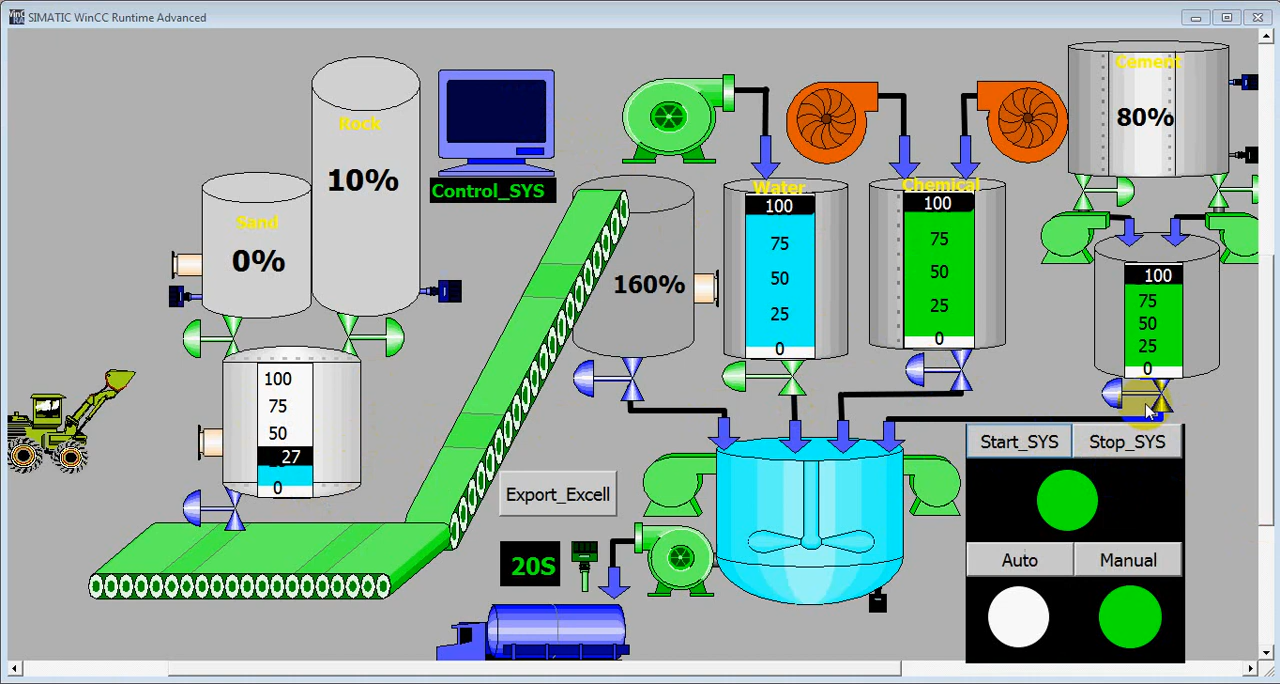 SIMATIC WinCC Runtime Advanced
Cement
80%
Rock
10%
Control_SYS
Sand
0%
160%
Water
100
75
50
25
0
Chemical
100
75
50
25
0
100
75
50
25
0
100
75
50
27
0
Start_SYS
Stop_SYS
Export_Excell
20S
Auto
Manual